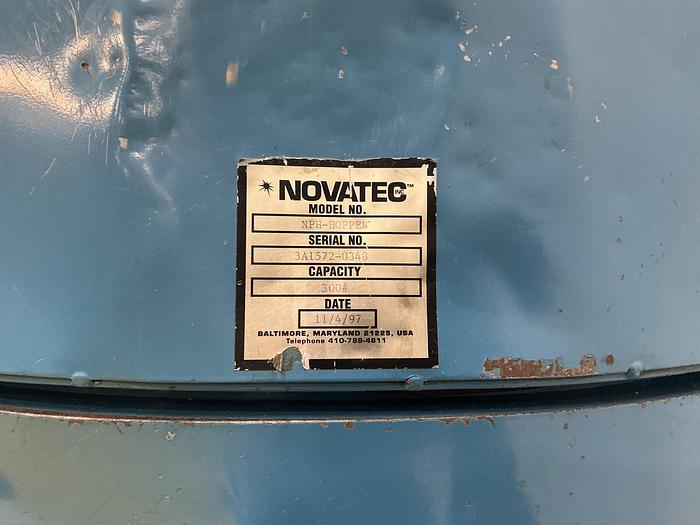 NOVATEC INC™
MODEL NO.
NPH-HOPPER
SERIAL NO.
3A1572-0348
CAPACITY
300#
DATE
11/4/97
BALTIMORE, MARYLAND 21225, USA
Telephone 410-789-4811